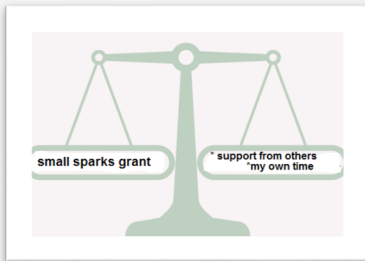 small sparks grant
* support from others
*my own time